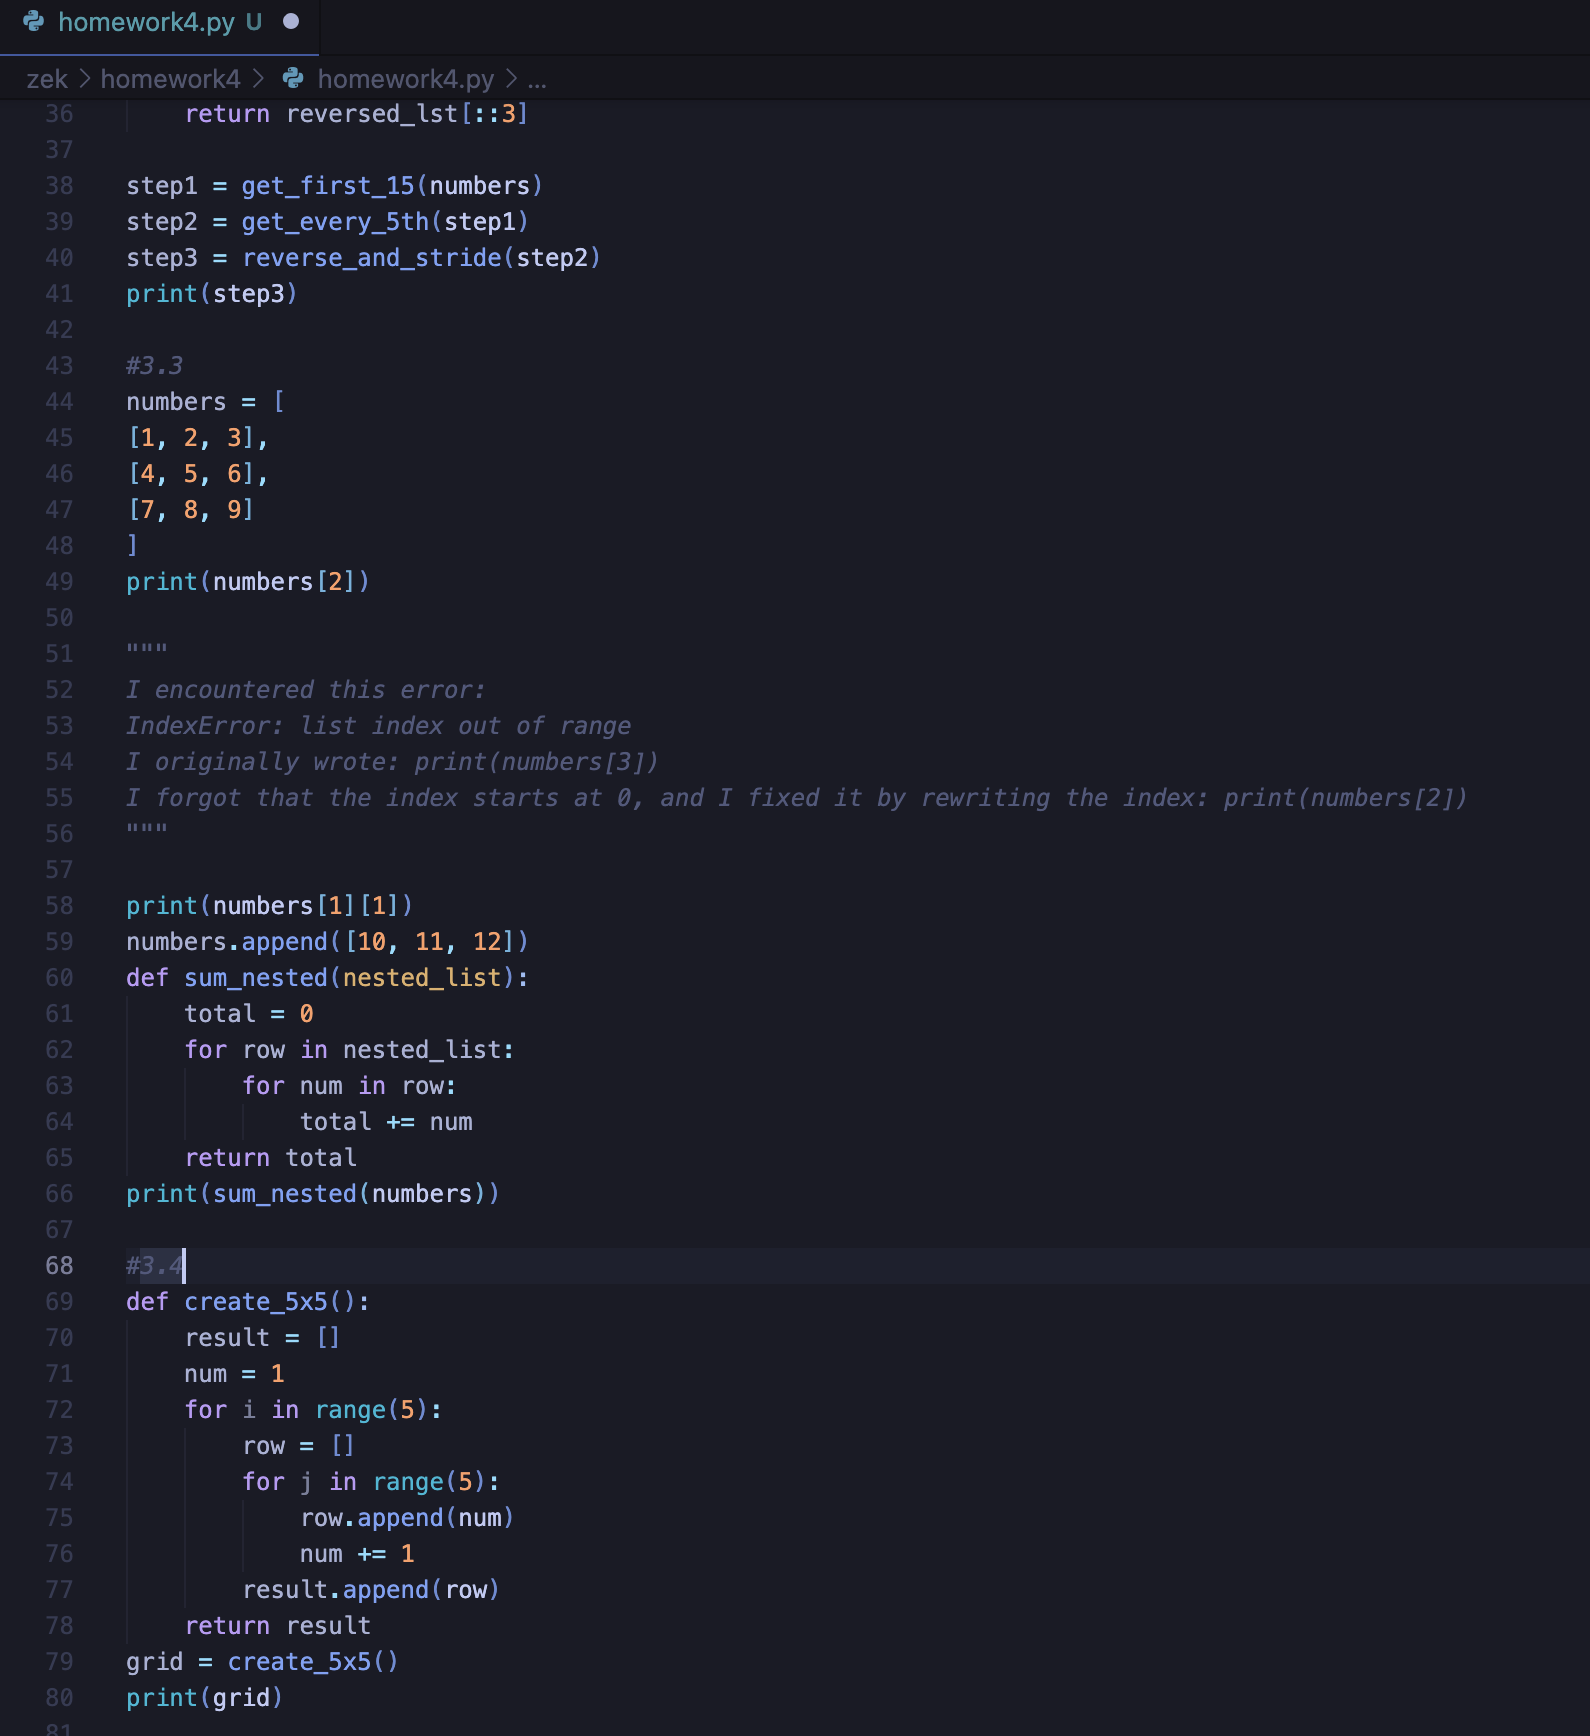 homework4.py U
zek > homework4 > homework4.py > ...
36 return reversed_lst[::3]
37
38 step1 = get_first_15(numbers)
39 step2 = get_every_5th(step1)
40 step3 = reverse_and_stride(step2)
41 print(step3)
42
43 #3.3
44 numbers = [
45 [1, 2, 3],
46 [4, 5, 6],
47 [7, 8, 9]
48 ]
49 print(numbers[2])
50
51 """
52 I encountered this error:
53 IndexError: list index out of range
54 I originally wrote: print(numbers[3])
55 I forgot that the index starts at 0, and I fixed it by rewriting the index: print(numbers[2])
56 """
57
58 print(numbers[1][1])
59 numbers.append([10, 11, 12])
60 def sum_nested(nested_list):
61     total = 0
62     for row in nested_list:
63         for num in row:
64             total += num
65     return total
66 print(sum_nested(numbers))
67
68 #3.4
69 def create_5x5():
70     result = []
71     num = 1
72     for i in range(5):
73         row = []
74         for j in range(5):
75             row.append(num)
76             num += 1
77         result.append(row)
78     return result
79 grid = create_5x5()
80 print(grid)
81